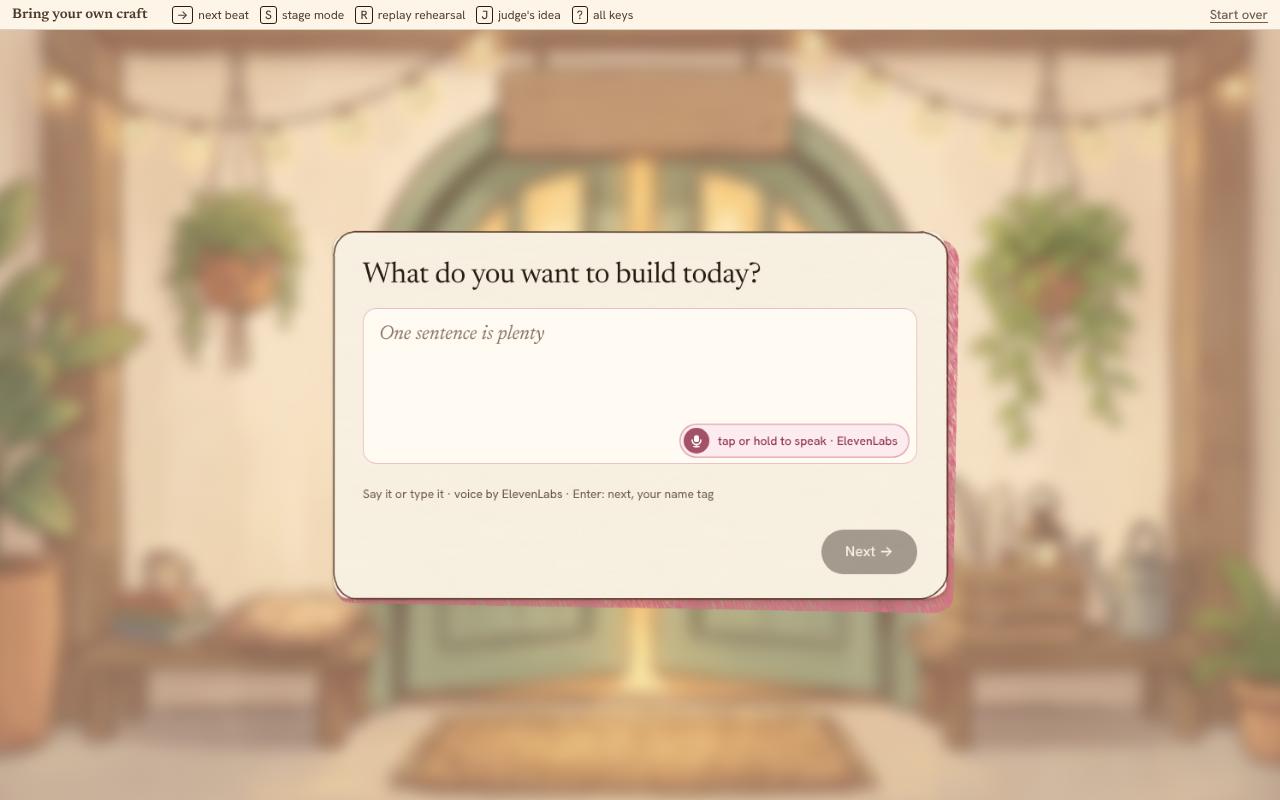 Bring your own craft → next beat S stage mode R replay rehearsal J judge's idea ? all keys Start over
What do you want to build today?
One sentence is plenty
tap or hold to speak · ElevenLabs
Say it or type it · voice by ElevenLabs · Enter: next, your name tag
Next →